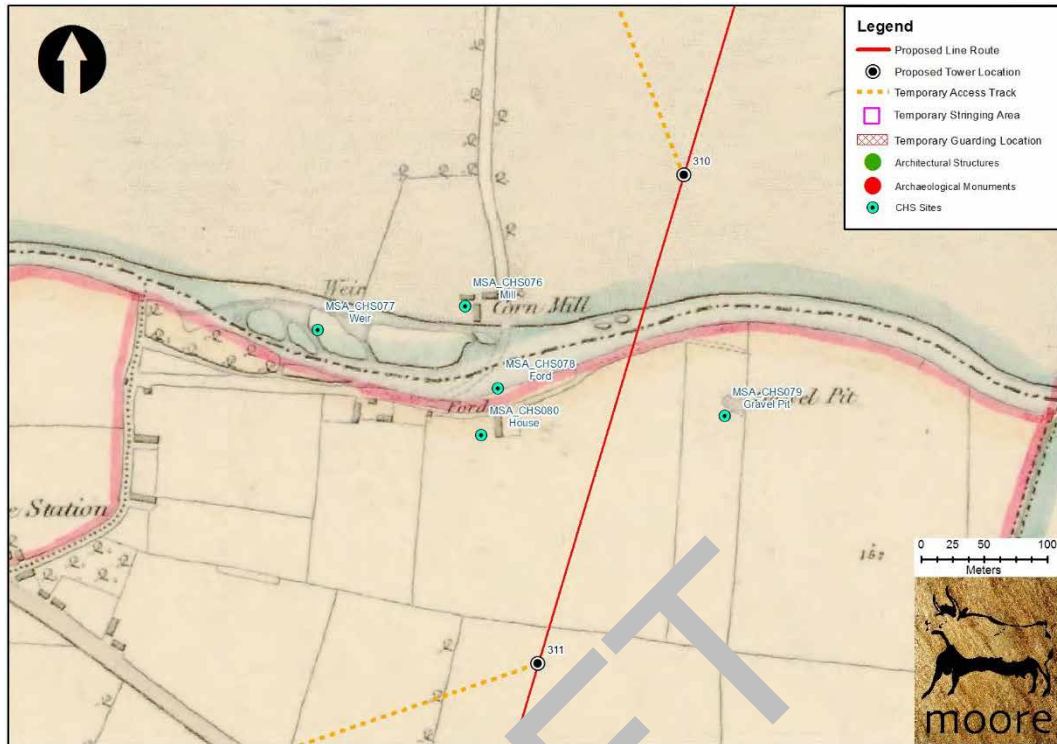 Legend
Proposed Line Route
Proposed Tower Location
Temporary Access Track
Temporary Stringing Area
Temporary Guarding Location
Architectural Structures
Archaeological Monuments
CHS Sites
310
Weir
MSA_CHS076
Mill
Corn Mill
MSA_CHS077
Weir
MSA_CHS078
Ford
Ford
MSA_CHS079
Gravel Pit
Pit
MSA_CHS080
House
e Station
311
0 25 50 100
Meters
moore
ET